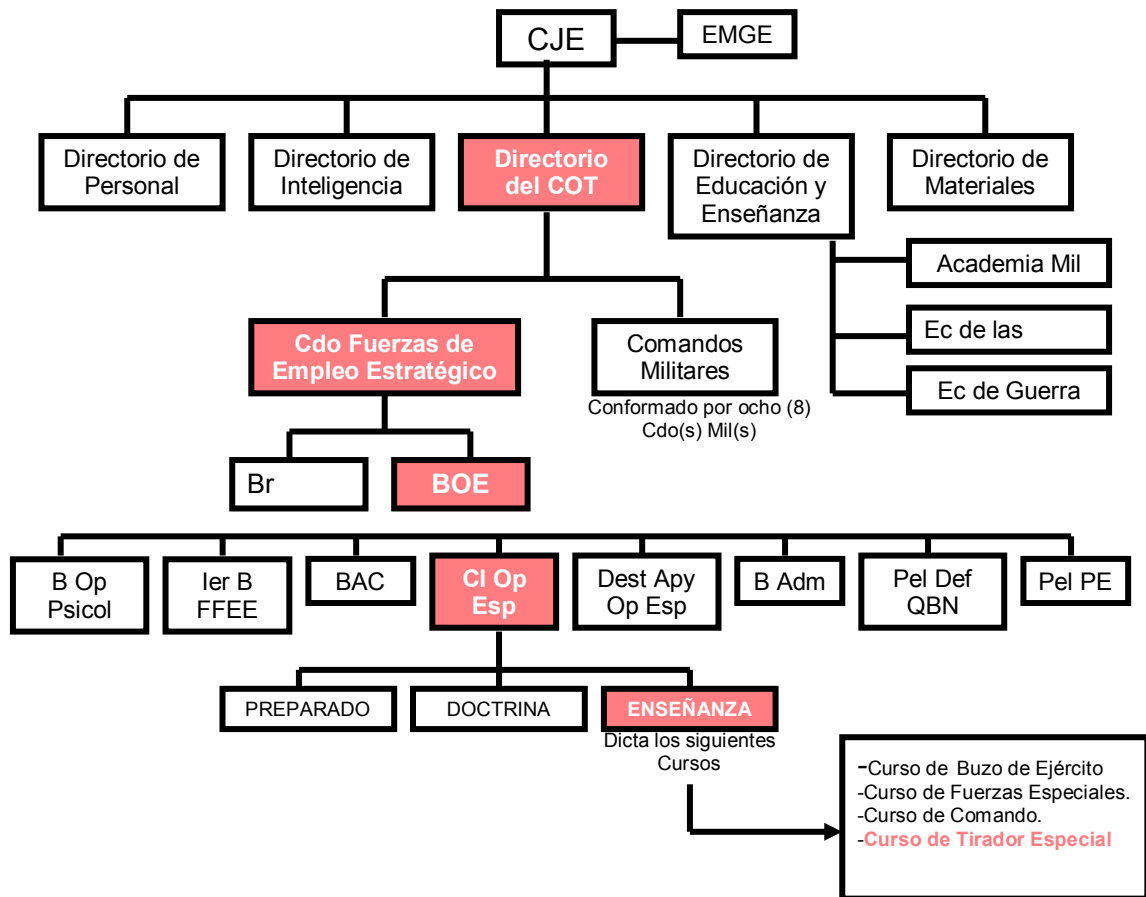 CJE
EMGE
Directorio de
Personal
Directorio de
Inteligencia
Directorio
del COT
Directorio de
Educación y
Enseñanza
Directorio de
Materiales
Academia Mil
Ec de las
Ec de Guerra
Cdo Fuerzas de
Empleo Estratégico
Comandos
Militares
Conformado por ocho (8)
Cdo(s) Mil(s)
Br
BOE
B Op
Psicol
Ier B
FFEE
BAC
CI Op
Esp
Dest Apy
Op Esp
B Adm
Pel Def
QBN
Pel PE
PREPARADO
DOCTRINA
ENSEÑANZA
Dicta los siguientes
Cursos
-Curso de Buzo de Ejército
-Curso de Fuerzas Especiales.
-Curso de Comando.
-Curso de Tirador Especial